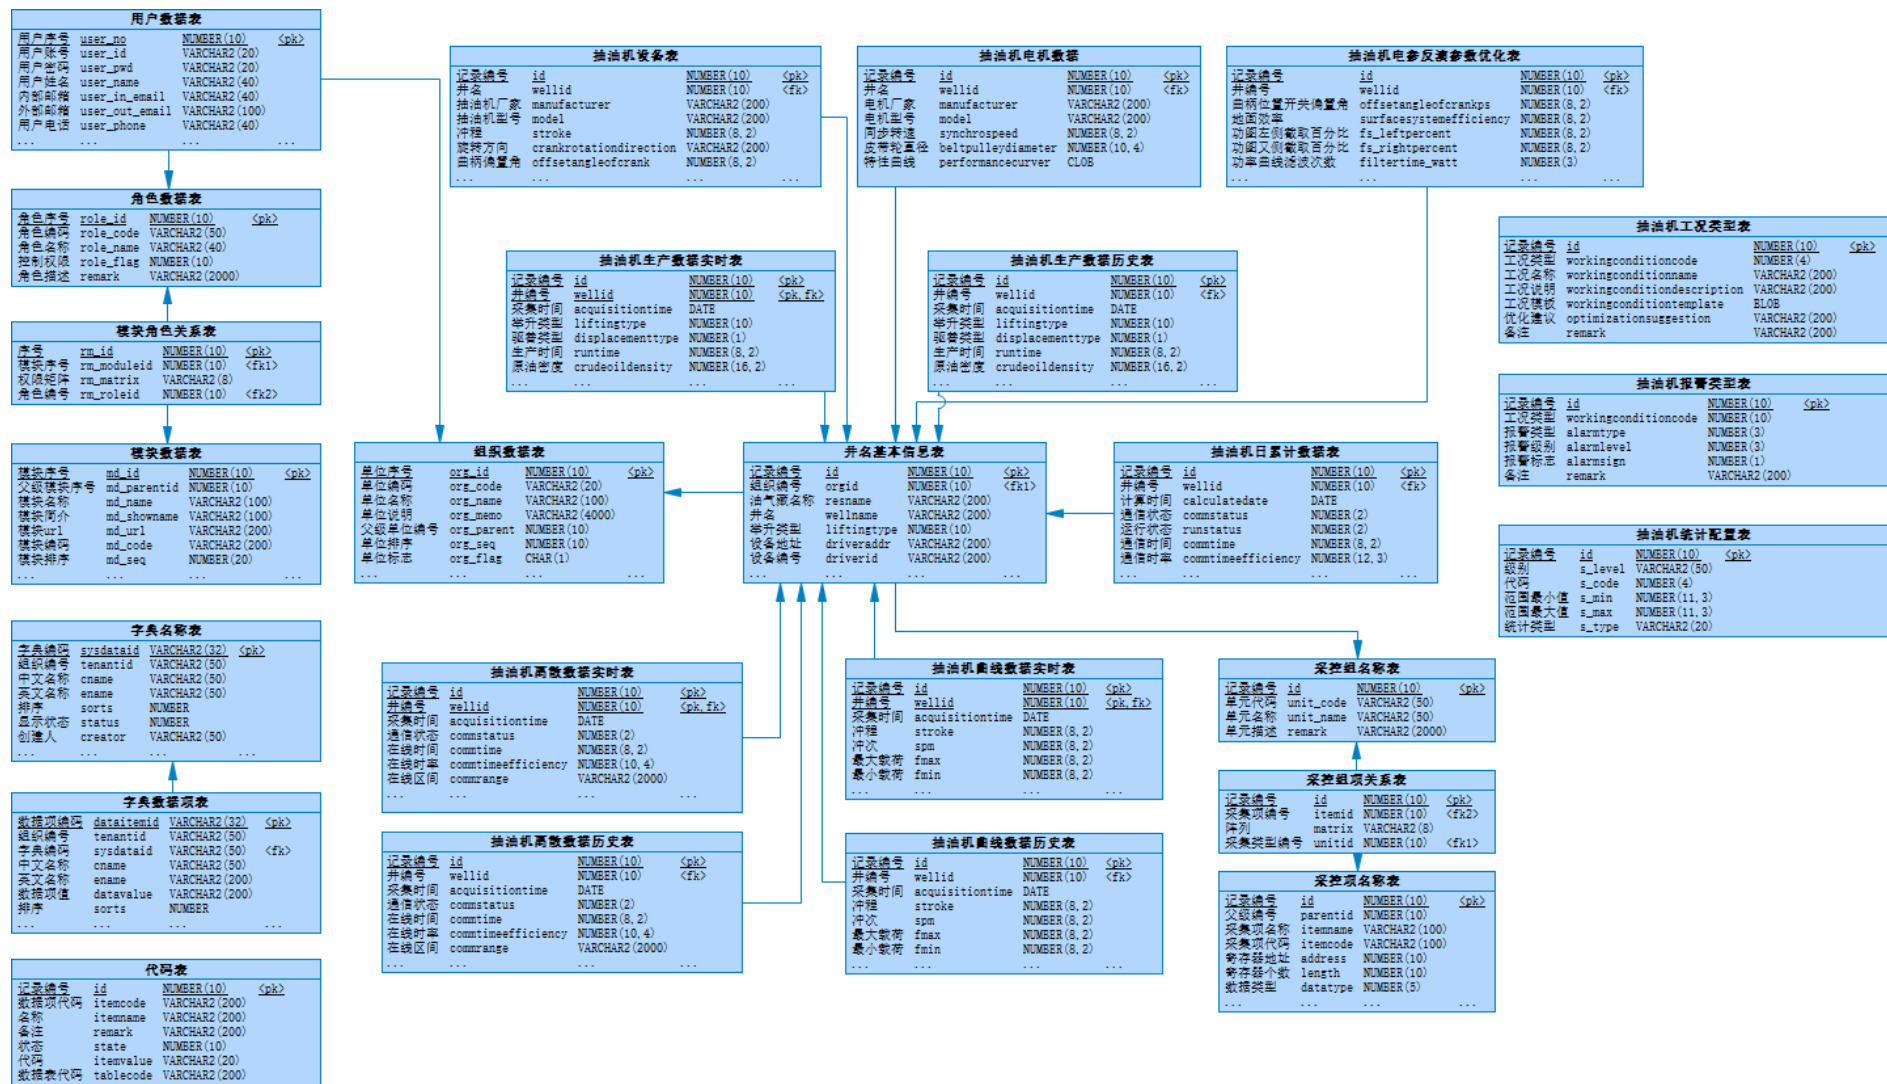 用户数据表
用户序号 user_no NUMBER(10) <pk>
用户账号 user_id VARCHAR2(20)
用户密码 user_pwd VARCHAR2(20)
用户姓名 user_name VARCHAR2(40)
内部邮箱 user_in_email VARCHAR2(40)
外部邮箱 user_out_email VARCHAR2(100)
用户电话 user_phone VARCHAR2(40)
... ... ... ...
角色数据表
角色序号 role_id NUMBER(10) <pk>
角色编码 role_code VARCHAR2(50)
角色名称 role_name VARCHAR2(40)
控制权限 role_flag NUMBER(10)
角色描述 remark VARCHAR2(2000)
模块角色关系表
序号 rm_id NUMBER(10) <pk>
模块序号 rm_moduleid NUMBER(10) <fk1>
权限矩阵 rm_matrix VARCHAR2(8)
角色编号 rm_roleid NUMBER(10) <fk2>
模块数据表
模块序号 md_id NUMBER(10) <pk>
父级模块序号 md_parentid NUMBER(10)
模块名称 md_name VARCHAR2(100)
模块简介 md_showname VARCHAR2(100)
模块url md_url VARCHAR2(200)
模块编码 md_code VARCHAR2(200)
模块排序 md_seq NUMBER(20)
... ... ... ...
字典名称表
字典编码 sysdataid VARCHAR2(32) <pk>
组织编号 tenantid VARCHAR2(50)
中文名称 cname VARCHAR2(50)
英文名称 ename VARCHAR2(50)
排序 sorts NUMBER
显示状态 status NUMBER
创建人 creator VARCHAR2(50)
... ... ... ...
字典数据项表
数据项编码 dataitemid VARCHAR2(32) <pk>
组织编号 tenantid VARCHAR2(50)
字典编码 sysdataid VARCHAR2(50) <fk>
中文名称 cname VARCHAR2(50)
英文名称 ename VARCHAR2(200)
数据项值 datavalue VARCHAR2(200)
排序 sorts NUMBER
... ... ... ...
代码表
记录编号 id NUMBER(10) <pk>
数据项代码 itemcode VARCHAR2(200)
名称 itemname VARCHAR2(200)
备注 remark VARCHAR2(200)
状态 state NUMBER(10)
代码 itemvalue VARCHAR2(20)
数据表代码 tablecode VARCHAR2(200)
抽油机设备表
记录编号 id NUMBER(10) <pk>
井名 wellid NUMBER(10) <fk>
抽油机厂家 manufacturer VARCHAR2(200)
抽油机型号 model VARCHAR2(200)
冲程 stroke NUMBER(8,2)
旋转方向 crankrotationdirection VARCHAR2(200)
曲柄偏置角 offsetangleofcrank NUMBER(8,2)
... ... ... ...
抽油机电机数据
记录编号 id NUMBER(10) <pk>
井名 wellid NUMBER(10) <fk>
电机厂家 manufacturer VARCHAR2(200)
电机型号 model VARCHAR2(200)
同步转速 synchrospeed NUMBER(8,2)
皮带轮直径 beltpulleydiameter NUMBER(10,4)
特性曲线 performancecurver CLOB
... ... ... ...
抽油机电参反演参数优化表
记录编号 id NUMBER(10) <pk>
井编号 wellid NUMBER(10) <fk>
曲柄位置开关偏置角 offsetangleofcrankps NUMBER(8,2)
地面效率 surfacesystemefficiency NUMBER(8,2)
功图左侧截取百分比 fs_leftpercent NUMBER(8,2)
功图又侧截取百分比 fs_rightpercent NUMBER(8,2)
功率曲线滤波次数 filtertime_watt NUMBER(3)
... ... ... ...
抽油机生产数据实时表
记录编号 id NUMBER(10) <pk>
井编号 wellid NUMBER(10) <pk,fk>
采集时间 acquisitiontime DATE
举升类型 liftingtype NUMBER(10)
驱替类型 displacementtype NUMBER(1)
生产时间 runtime NUMBER(8,2)
原油密度 crudeoildensity NUMBER(16,2)
... ... ... ...
抽油机生产数据历史表
记录编号 id NUMBER(10) <pk>
井编号 wellid NUMBER(10) <fk>
采集时间 acquisitiontime DATE
举升类型 liftingtype NUMBER(10)
驱替类型 displacementtype NUMBER(1)
生产时间 runtime NUMBER(8,2)
原油密度 crudeoildensity NUMBER(16,2)
... ... ... ...
抽油机工况类型表
记录编号 id NUMBER(10) <pk>
工况类型 workingconditioncode NUMBER(4)
工况名称 workingconditionname VARCHAR2(200)
工况说明 workingconditiondescription VARCHAR2(200)
工况模板 workingconditiontemplate BLOB
优化建议 optimizationsuggestion VARCHAR2(200)
备注 remark VARCHAR2(200)
抽油机报警类型表
记录编号 id NUMBER(10) <pk>
工况类型 workingconditioncode NUMBER(10)
报警类型 alarmtype NUMBER(3)
报警级别 alarmlevel NUMBER(3)
报警标志 alarmsign NUMBER(1)
备注 remark VARCHAR2(200)
抽油机统计配置表
记录编号 id NUMBER(10) <pk>
级别 s_level VARCHAR2(50)
代码 s_code NUMBER(4)
范围最小值 s_min NUMBER(11,3)
范围最大值 s_max NUMBER(11,3)
统计类型 s_type VARCHAR2(20)
组织数据表
单位序号 org_id NUMBER(10) <pk>
单位编码 org_code VARCHAR2(20)
单位名称 org_name VARCHAR2(100)
单位说明 org_memo VARCHAR2(4000)
父级单位编号 org_parent NUMBER(10)
单位排序 org_seq NUMBER(10)
单位标志 org_flag CHAR(1)
... ... ... ...
井名基本信息表
记录编号 id NUMBER(10) <pk>
组织编号 orgid NUMBER(10) <fk1>
油气藏名称 resname VARCHAR2(200)
井名 wellname VARCHAR2(200)
举升类型 liftingtype NUMBER(10)
设备地址 driveraddr VARCHAR2(200)
设备编号 driverid VARCHAR2(200)
... ... ... ...
抽油机日累计数据表
记录编号 id NUMBER(10) <pk>
井编号 wellid NUMBER(10) <fk>
计算时间 calculatedate DATE
通信状态 commstatus NUMBER(2)
运行状态 runstatus NUMBER(2)
通信时间 commtime NUMBER(8,2)
通信时率 commtimeefficiency NUMBER(12,3)
... ... ... ...
抽油机离散数据实时表
记录编号 id NUMBER(10) <pk>
井编号 wellid NUMBER(10) <pk,fk>
采集时间 acquisitiontime DATE
通信状态 commstatus NUMBER(2)
在线时间 commtime NUMBER(8,2)
在线时率 commtimeefficiency NUMBER(10,4)
在线区间 commrange VARCHAR2(2000)
... ... ... ...
抽油机曲线数据实时表
记录编号 id NUMBER(10) <pk>
井编号 wellid NUMBER(10) <pk,fk>
采集时间 acquisitiontime DATE
冲程 stroke NUMBER(8,2)
冲次 spm NUMBER(8,2)
最大载荷 fmax NUMBER(8,2)
最小载荷 fmin NUMBER(8,2)
... ... ... ...
抽油机离散数据历史表
记录编号 id NUMBER(10) <pk>
井编号 wellid NUMBER(10) <fk>
采集时间 acquisitiontime DATE
通信状态 commstatus NUMBER(2)
在线时间 commtime NUMBER(8,2)
在线时率 commtimeefficiency NUMBER(10,4)
在线区间 commrange VARCHAR2(2000)
... ... ... ...
抽油机曲线数据历史表
记录编号 id NUMBER(10) <pk>
井编号 wellid NUMBER(10) <fk>
采集时间 acquisitiontime DATE
冲程 stroke NUMBER(8,2)
冲次 spm NUMBER(8,2)
最大载荷 fmax NUMBER(8,2)
最小载荷 fmin NUMBER(8,2)
... ... ... ...
采控组名称表
记录编号 id NUMBER(10) <pk>
单元代码 unit_code VARCHAR2(50)
单元名称 unit_name VARCHAR2(50)
单元描述 remark VARCHAR2(2000)
采控组项关系表
记录编号 id NUMBER(10) <pk>
采集项编号 itemid NUMBER(10) <fk2>
阵列 matrix VARCHAR2(8)
采集类型编号 unitid NUMBER(10) <fk1>
采控项名称表
记录编号 id NUMBER(10) <pk>
父级编号 parentid NUMBER(10)
采集项名称 itemname VARCHAR2(100)
采集项代码 itemcode VARCHAR2(100)
寄存器地址 address NUMBER(10)
寄存器个数 length NUMBER(10)
数据类型 datatype NUMBER(5)
... ... ... ...